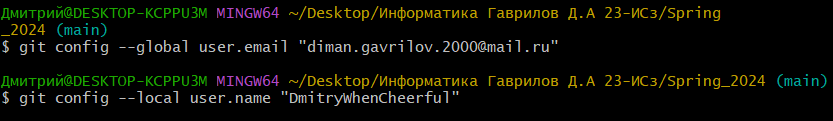 Дмитрий@DESKTOP-KCPPU3M MINGW64 ~/Desktop/Информатика Гаврилов Д.А 23-ИСз/Spring
_2024 (main)
$ git config --global user.email "diman.gavrilov.2000@mail.ru"
Дмитрий@DESKTOP-KCPPU3M MINGW64 ~/Desktop/Информатика Гаврилов Д.А 23-ИСз/Spring_2024 (main)
$ git config --local user.name "DmitryWhenCheerful"